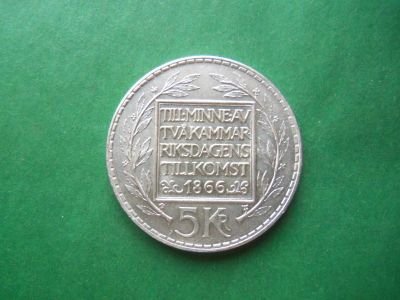 TILL·MINNE·AV
TVÅKAMMAR
RIKSDAGENS
TILLKOMST
1866
5 KR